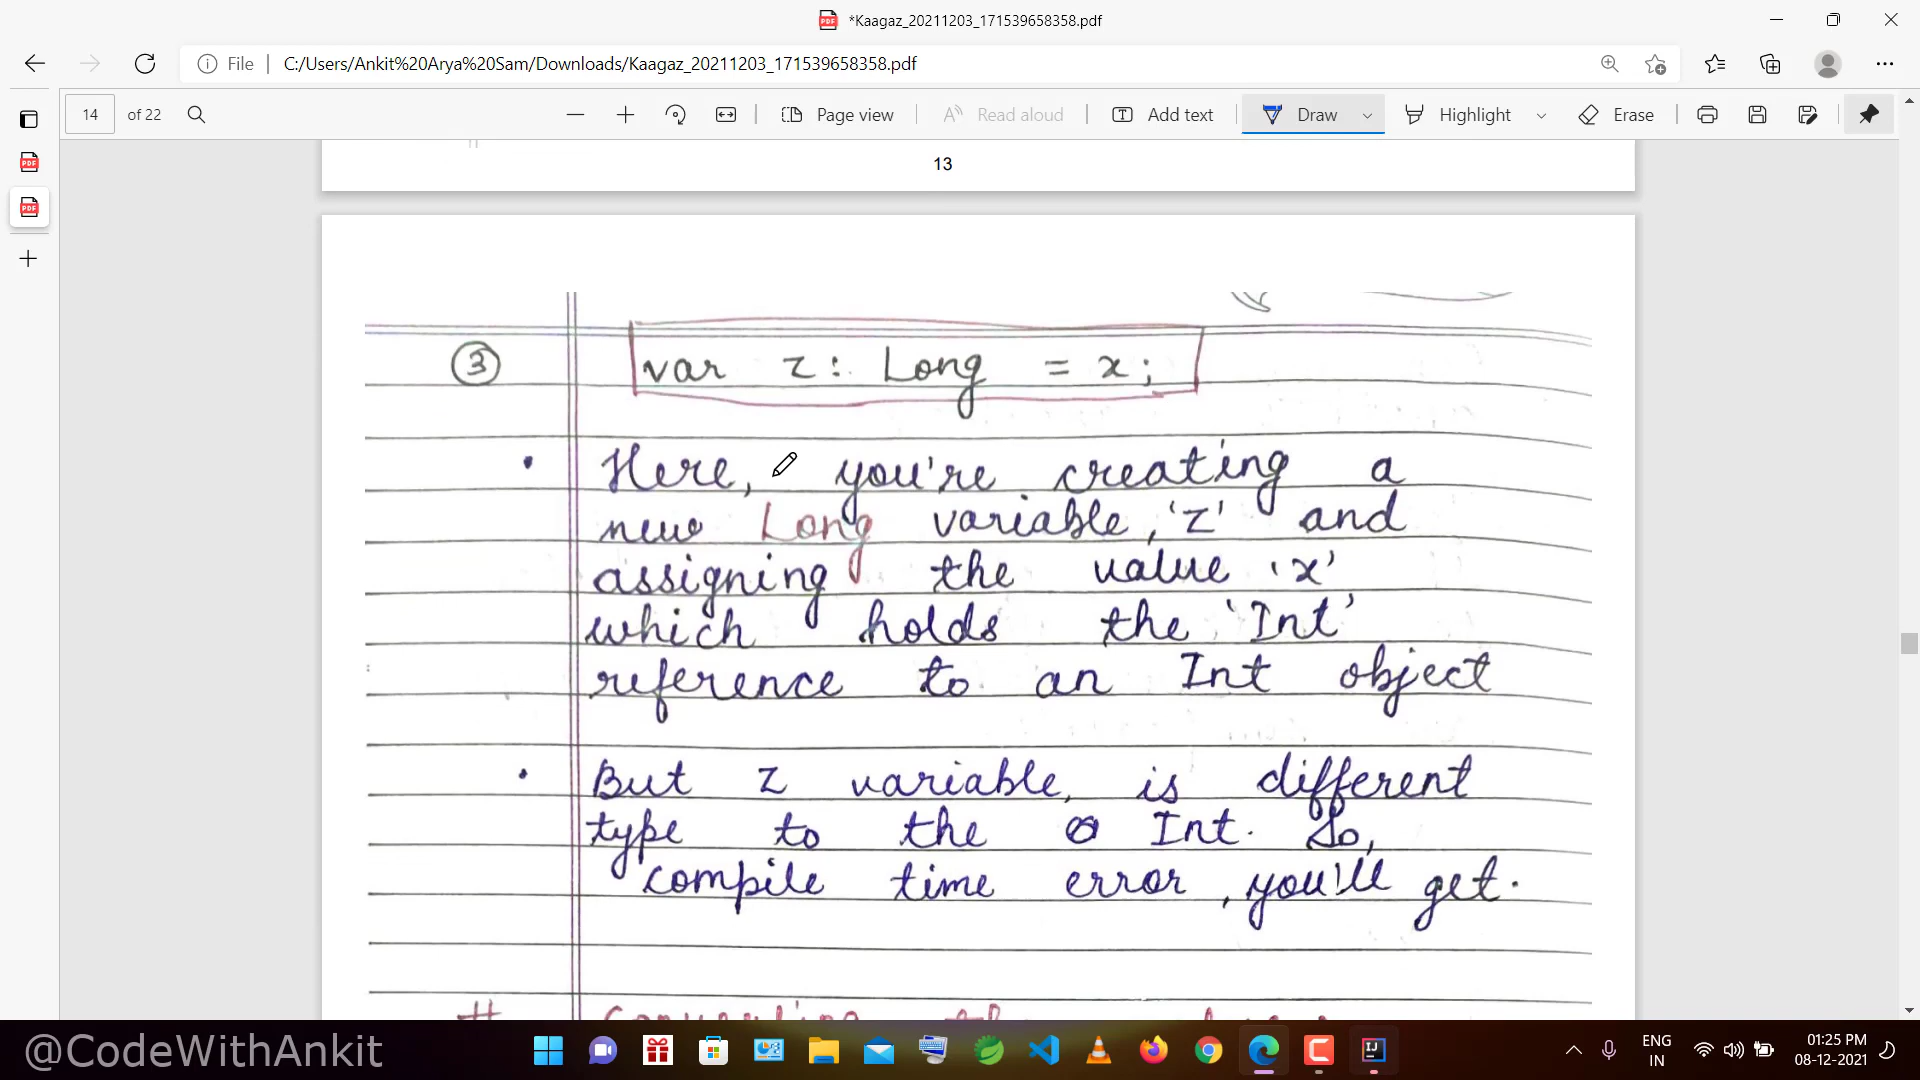 *Kaagaz_20211203_171539658358.pdf
File C:/Users/Ankit%20Arya%20Sam/Downloads/Kaagaz_20211203_171539658358.pdf
14 of 22 Page view Read aloud Add text Draw Highlight Erase
13
③ var z: Long = x;
• Here, you're creating a
new Long variable, 'z' and
assigning the value 'x'
which holds the 'Int'
reference to an Int object
• But z variable, is different
type to the Int. So,
compile time error, you'll get.
#
@CodeWithAnkit
ENG
IN
01:25 PM
08-12-2021